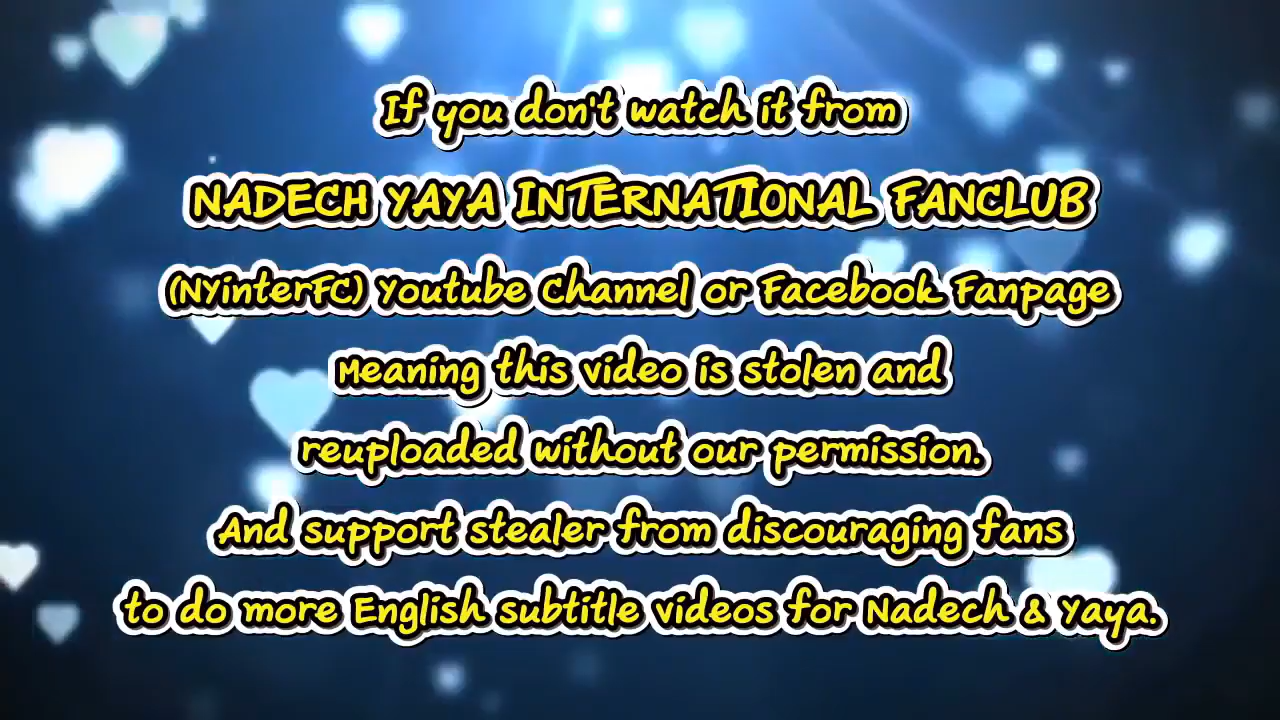 If you don't watch it from
NADECH YAYA INTERNATIONAL FANCLUB
(NYinterFC) Youtube Channel or Facebook Fanpage
Meaning this video is stolen and
reuploaded without our permission.
And support stealer from discouraging fans
to do more English subtitle videos for Nadech & Yaya.